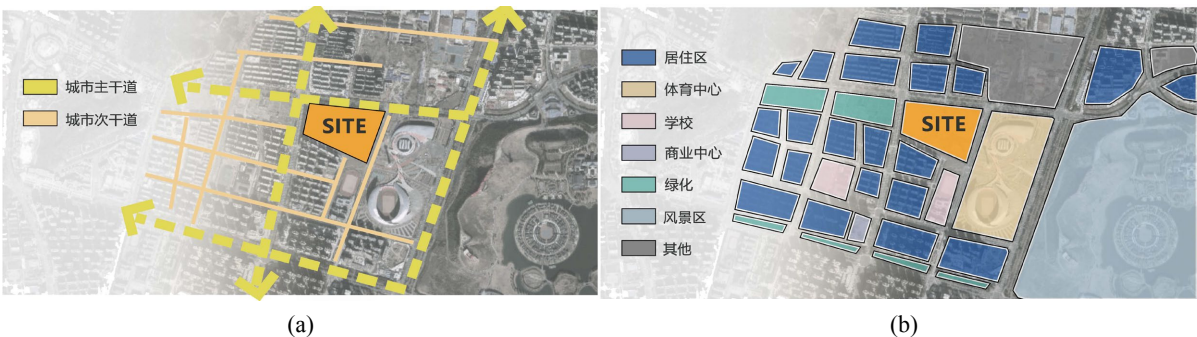 城市主干道
城市次干道
SITE
居住区
体育中心
学校
商业中心
绿化
风景区
其他
SITE
(a)
(b)